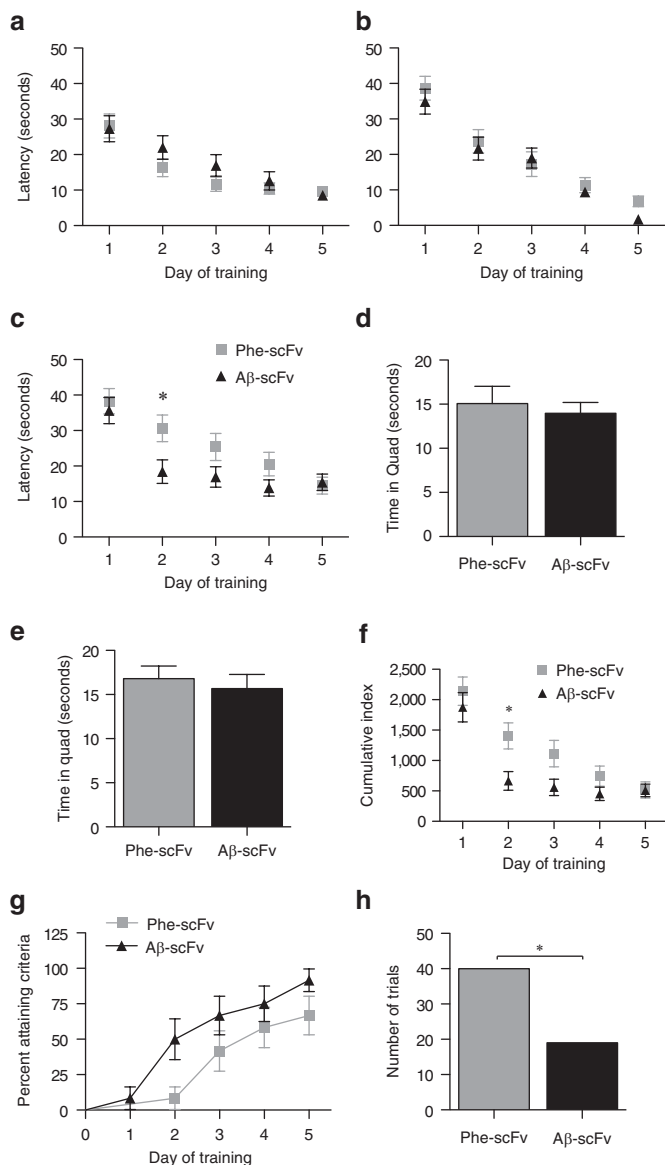 a
50
40
30
20
10
0
Latency (seconds)
1 2 3 4 5
Day of training
b
50
40
30
20
10
0
Latency (seconds)
1 2 3 4 5
Day of training
c
50
40
30
20
10
0
Latency (seconds)
Phe-scFv
Aβ-scFv
*
1 2 3 4 5
Day of training
d
20
15
10
5
0
Time in Quad (seconds)
Phe-scFv Aβ-scFv
e
20
15
10
5
0
Time in quad (seconds)
Phe-scFv Aβ-scFv
f
2,500
2,000
1,500
1,000
500
0
Cumulative index
Phe-scFv
Aβ-scFv
*
1 2 3 4 5
Day of training
g
Phe-scFv
Aβ-scFv
125
100
75
50
25
0
Percent attaining criteria
0 1 2 3 4 5
Day of training
h
50
40
30
20
10
0
Number of trials
*
Phe-scFv Aβ-scFv